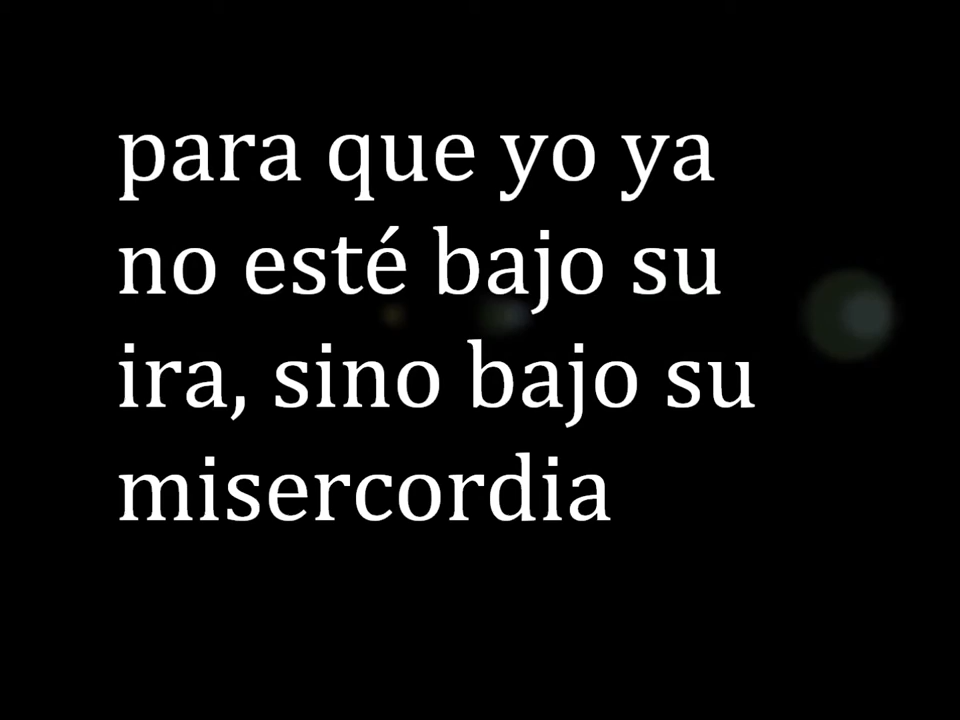 para que yo ya
no esté bajo su
ira, sino bajo su
misercordia